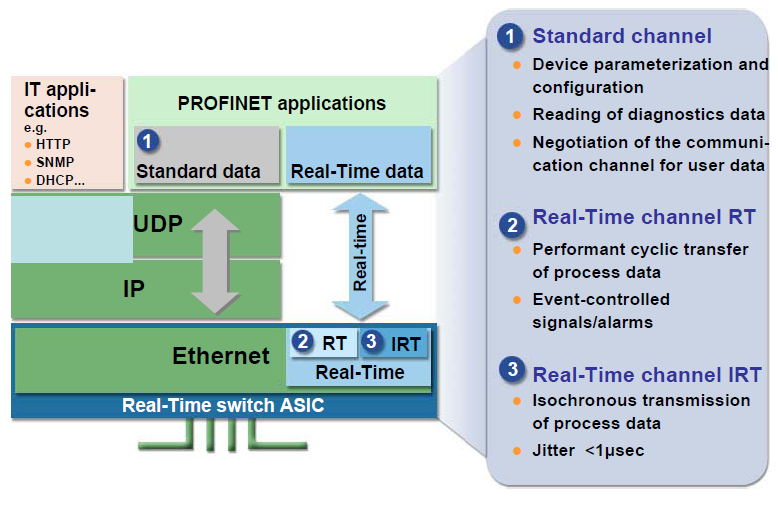 IT appli-
cations
e.g.
HTTP
SNMP
DHCP...
PROFINET applications
1
Standard data
Real-Time data
UDP
IP
Real-time
Ethernet
2 RT
3 IRT
Real-Time
Real-Time switch ASIC
1 Standard channel
Device parameterization and
configuration
Reading of diagnostics data
Negotiation of the communi-
cation channel for user data
2 Real-Time channel RT
Performant cyclic transfer
of process data
Event-controlled
signals/alarms
3 Real-Time channel IRT
Isochronous transmission
of process data
Jitter <1µsec